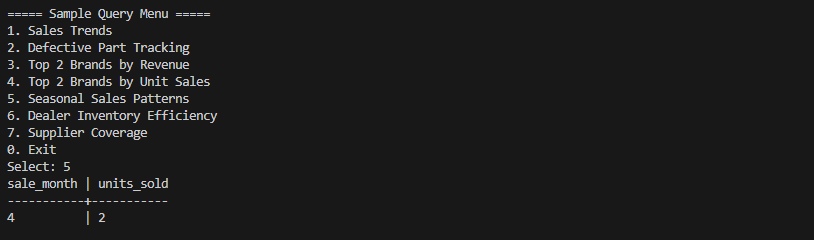 ===== Sample Query Menu =====
1. Sales Trends
2. Defective Part Tracking
3. Top 2 Brands by Revenue
4. Top 2 Brands by Unit Sales
5. Seasonal Sales Patterns
6. Dealer Inventory Efficiency
7. Supplier Coverage
0. Exit
Select: 5
sale_month | units_sold
-----------+-----------
4          | 2